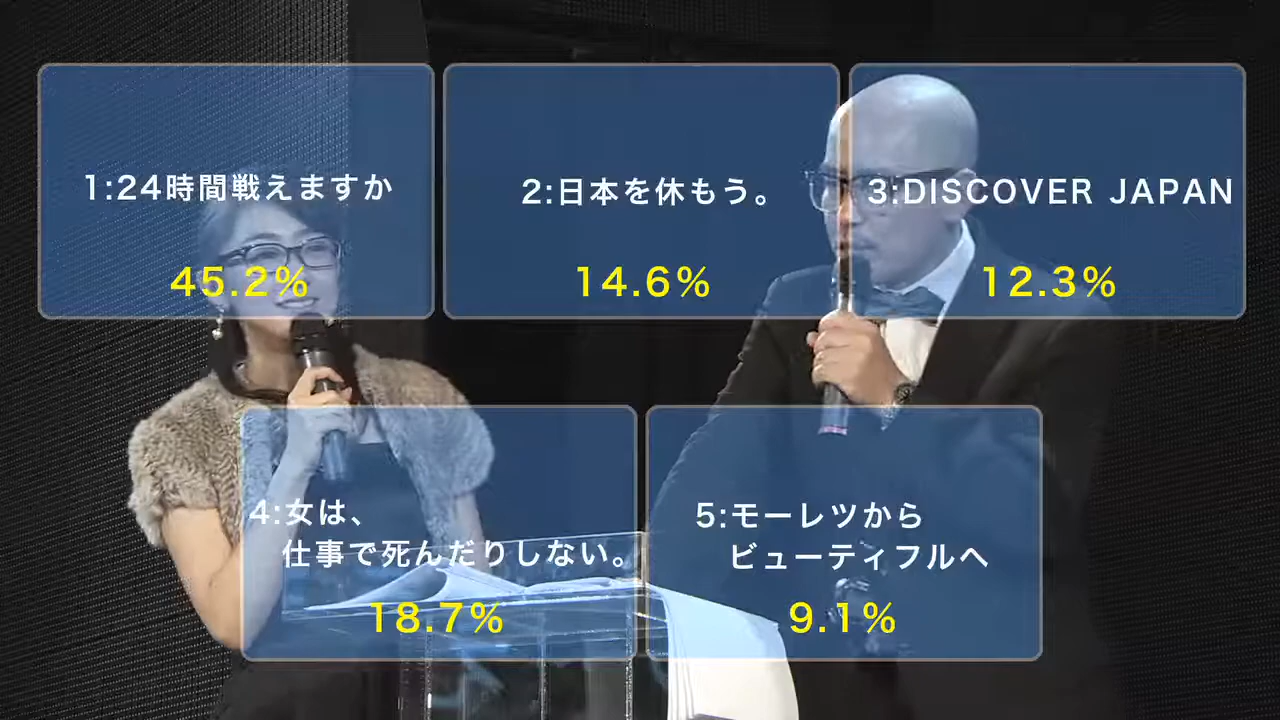 1:24時間戦えますか
45.2%
2:日本を休もう。
14.6%
3:DISCOVER JAPAN
12.3%
4:女は、
仕事で死んだりしない。
18.7%
5:モーレツから
ビューティフルへ
9.1%